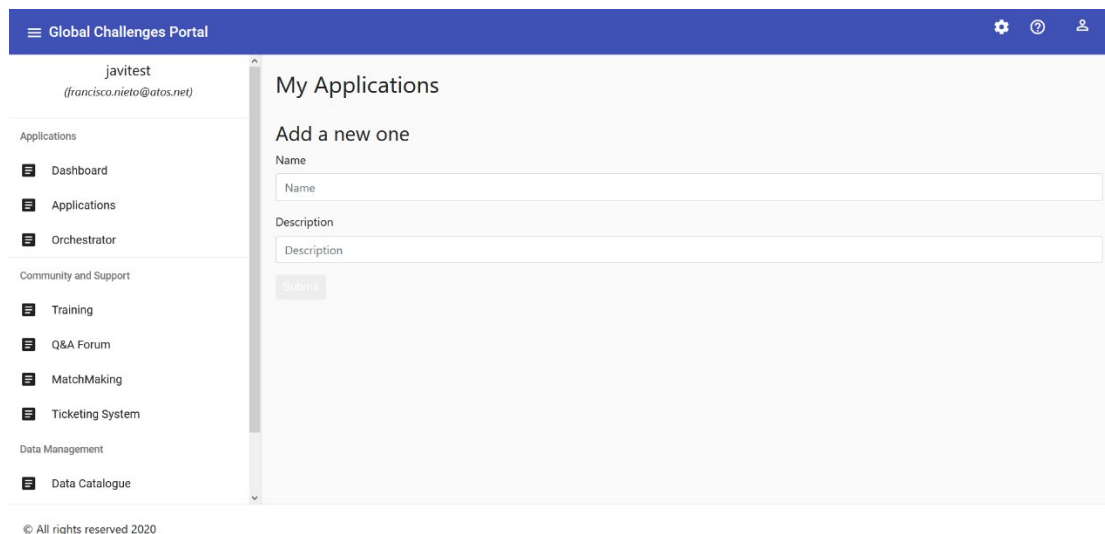 Global Challenges Portal
javitest
(francisco.nieto@atos.net)
Applications
Dashboard
Applications
Orchestrator
Community and Support
Training
Q&A Forum
MatchMaking
Ticketing System
Data Management
Data Catalogue
My Applications
Add a new one
Name
Name
Description
Description
Submit
© All rights reserved 2020